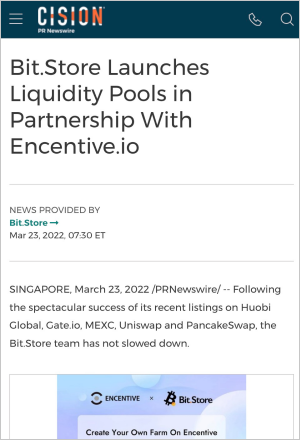 CISION
PR Newswire
Bit.Store Launches
Liquidity Pools in
Partnership With
Encentive.io
NEWS PROVIDED BY
Bit.Store →
Mar 23, 2022, 07:30 ET
SINGAPORE, March 23, 2022 /PRNewswire/ -- Following
the spectacular success of its recent listings on Huobi
Global, Gate.io, MEXC, Uniswap and PancakeSwap, the
Bit.Store team has not slowed down.
ENCENTIVE × Bit Store
Create Your Own Farm On Encentive